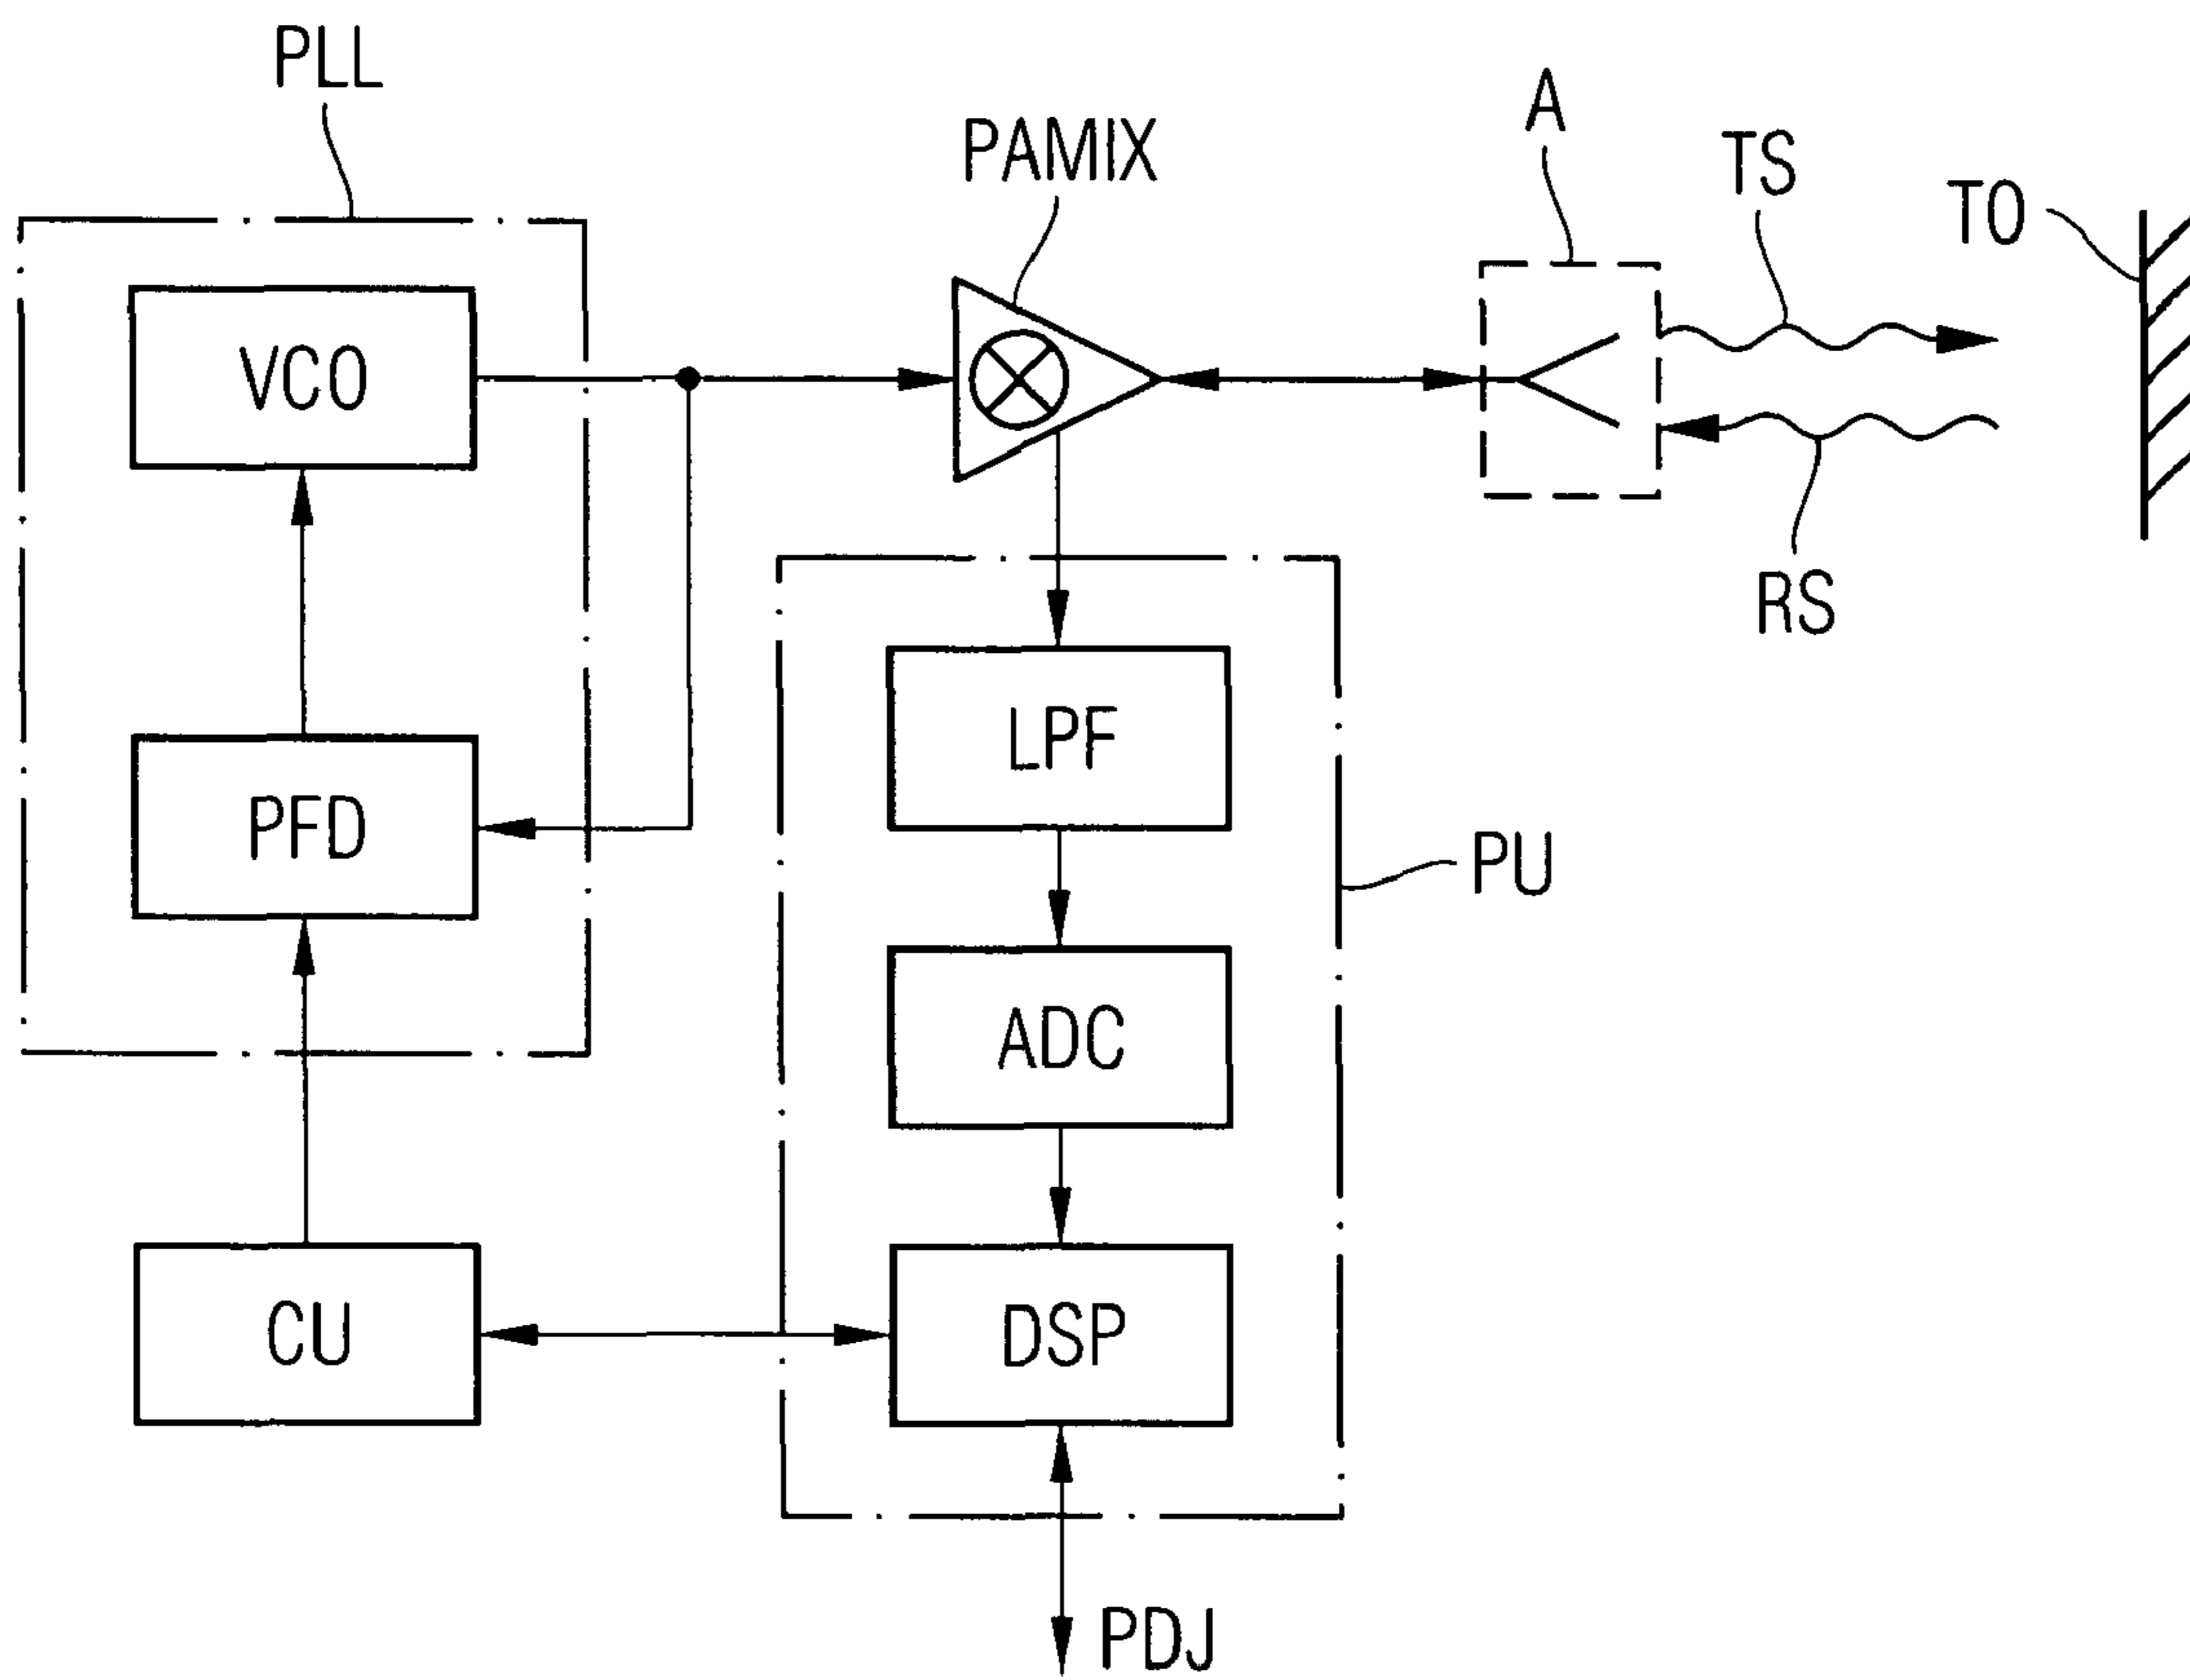 PLL
PAMIX
A
TS
TO
VCO
RS
LPF
PFD
PU
ADC
CU
DSP
PDJ